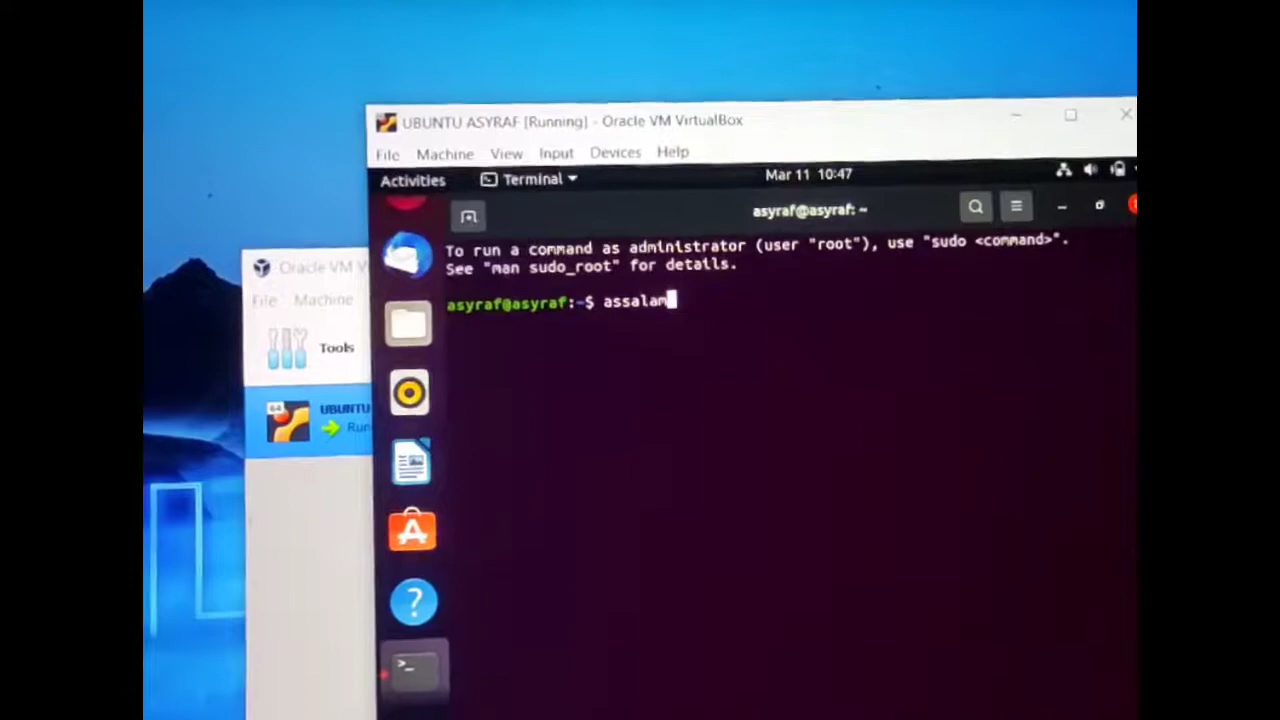 UBUNTU ASYRAF [Running] - Oracle VM VirtualBox
File Machine View Input Devices Help
Activities Terminal Mar 11 10:47
asyraf@asyraf: ~
To run a command as administrator (user "root"), use "sudo <command>".
See "man sudo_root" for details.
asyraf@asyraf:~$ assalam
Oracle VM V
File Machine
Tools
64
UBUNTU
Run